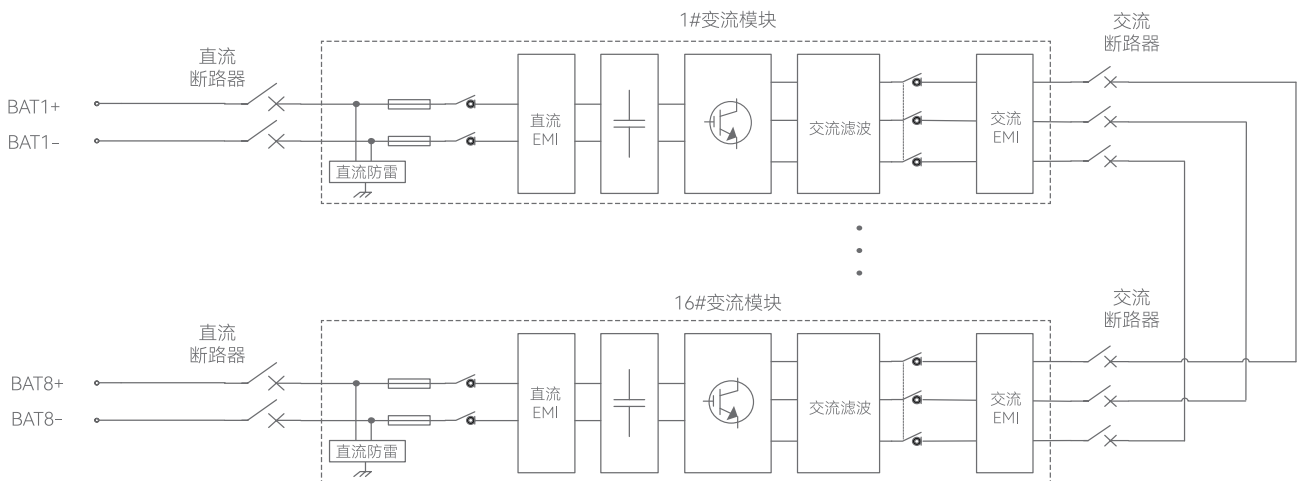 1#变流模块
交流
断路器
直流
断路器
BAT1+
BAT1-
直流
EMI
交流滤波
交流
EMI
直流防雷
16#变流模块
交流
断路器
直流
断路器
BAT8+
BAT8-
直流
EMI
交流滤波
交流
EMI
直流防雷